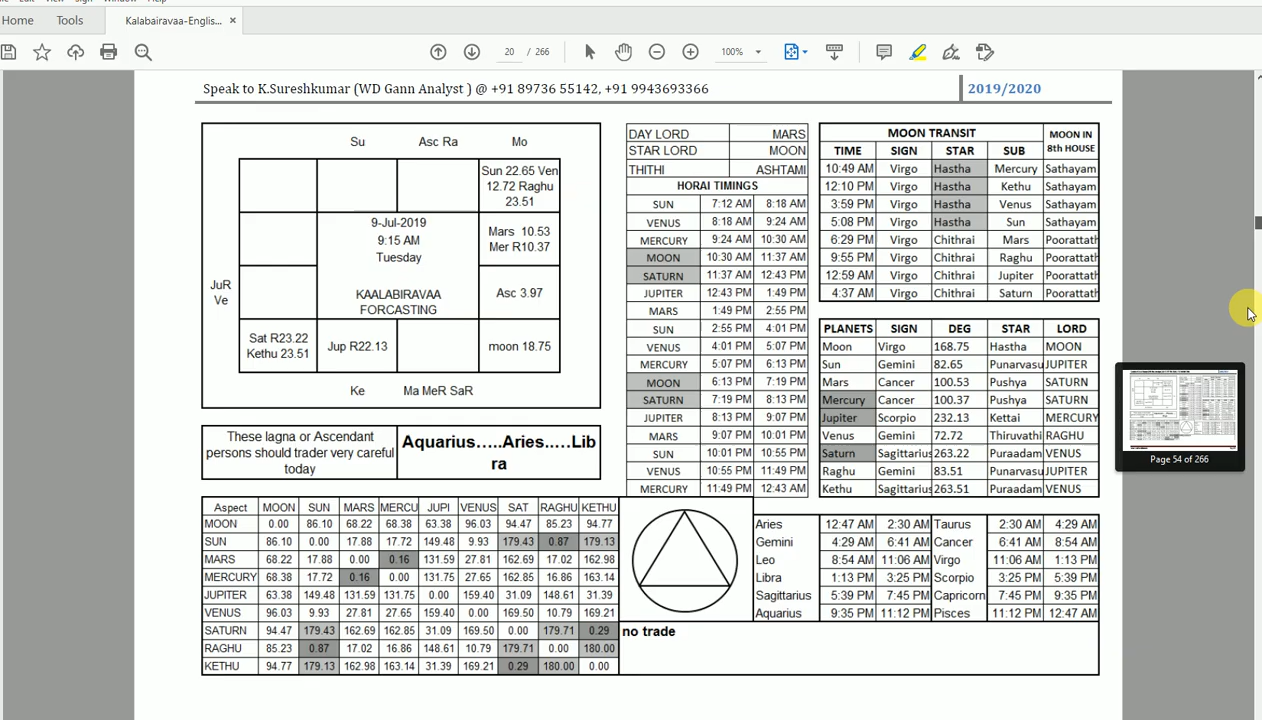 Home Tools Kalabairavaa-Englis... ×
20 / 266 100%
Speak to K.Sureshkumar (WD Gann Analyst ) @ +91 89736 55142, +91 9943693366 2019/2020
Su Asc Ra Mo
Sun 22.65 Ven
12.72 Raghu
23.51
9-Jul-2019
9:15 AM
Tuesday
KAALABIRAVAA
FORCASTING
Mars 10.53
Mer R10.37
JuR
Ve
Asc 3.97
Sat R23.22
Kethu 23.51
Jup R22.13
moon 18.75
Ke Ma MeR SaR
These lagna or Ascendant
persons should trader very careful
today
Aquarius.....Aries.....Lib
ra
DAY LORD MARS
STAR LORD MOON
THITHI ASHTAMI
HORAI TIMINGS
SUN 7:12 AM 8:18 AM
VENUS 8:18 AM 9:24 AM
MERCURY 9:24 AM 10:30 AM
MOON 10:30 AM 11:37 AM
SATURN 11:37 AM 12:43 PM
JUPITER 12:43 PM 1:49 PM
MARS 1:49 PM 2:55 PM
SUN 2:55 PM 4:01 PM
VENUS 4:01 PM 5:07 PM
MERCURY 5:07 PM 6:13 PM
MOON 6:13 PM 7:19 PM
SATURN 7:19 PM 8:13 PM
JUPITER 8:13 PM 9:07 PM
MARS 9:07 PM 10:01 PM
SUN 10:01 PM 10:55 PM
VENUS 10:55 PM 11:49 PM
MERCURY 11:49 PM 12:43 AM
MOON TRANSIT MOON IN
8th HOUSE
TIME SIGN STAR SUB
10:49 AM Virgo Hastha Mercury Sathayam
12:10 PM Virgo Hastha Kethu Sathayam
3:59 PM Virgo Hastha Venus Sathayam
5:08 PM Virgo Hastha Sun Sathayam
6:29 PM Virgo Chithrai Mars Poorattath
9:55 PM Virgo Chithrai Raghu Poorattath
12:59 AM Virgo Chithrai Jupiter Poorattath
4:37 AM Virgo Chithrai Saturn Poorattath
PLANETS SIGN DEG STAR LORD
Moon Virgo 168.75 Hastha MOON
Sun Gemini 82.65 Punarvasu JUPITER
Mars Cancer 100.53 Pushya SATURN
Mercury Cancer 100.37 Pushya SATURN
Jupiter Scorpio 232.13 Kettai MERCURY
Venus Gemini 72.72 Thiruvathi RAGHU
Saturn Sagittarius 263.22 Puraadam VENUS
Raghu Gemini 83.51 Punarvasu JUPITER
Kethu Sagittarius 263.51 Puraadam VENUS
Page 54 of 266
Aspect MOON SUN MARS MERCU JUPI VENUS SAT RAGHU KETHU
MOON 0.00 86.10 68.22 68.38 63.38 96.03 94.47 85.23 94.77
SUN 86.10 0.00 17.88 17.72 149.48 9.93 179.43 0.87 179.13
MARS 68.22 17.88 0.00 0.16 131.59 27.81 162.69 17.02 162.98
MERCURY 68.38 17.72 0.16 0.00 131.75 27.65 162.85 16.86 163.14
JUPITER 63.38 149.48 131.59 131.75 0.00 159.40 31.09 148.61 31.39
VENUS 96.03 9.93 27.81 27.65 159.40 0.00 169.50 10.79 169.21
SATURN 94.47 179.43 162.69 162.85 31.09 169.50 0.00 179.71 0.29
RAGHU 85.23 0.87 17.02 16.86 148.61 10.79 179.71 0.00 180.00
KETHU 94.77 179.13 162.98 163.14 31.39 169.21 0.29 180.00 0.00
Aries 12:47 AM 2:30 AM Taurus 2:30 AM 4:29 AM
Gemini 4:29 AM 6:41 AM Cancer 6:41 AM 8:54 AM
Leo 8:54 AM 11:06 AM Virgo 11:06 AM 1:13 PM
Libra 1:13 PM 3:25 PM Scorpio 3:25 PM 5:39 PM
Sagittarius 5:39 PM 7:45 PM Capricorn 7:45 PM 9:35 PM
Aquarius 9:35 PM 11:12 PM Pisces 11:12 PM 12:47 AM
no trade